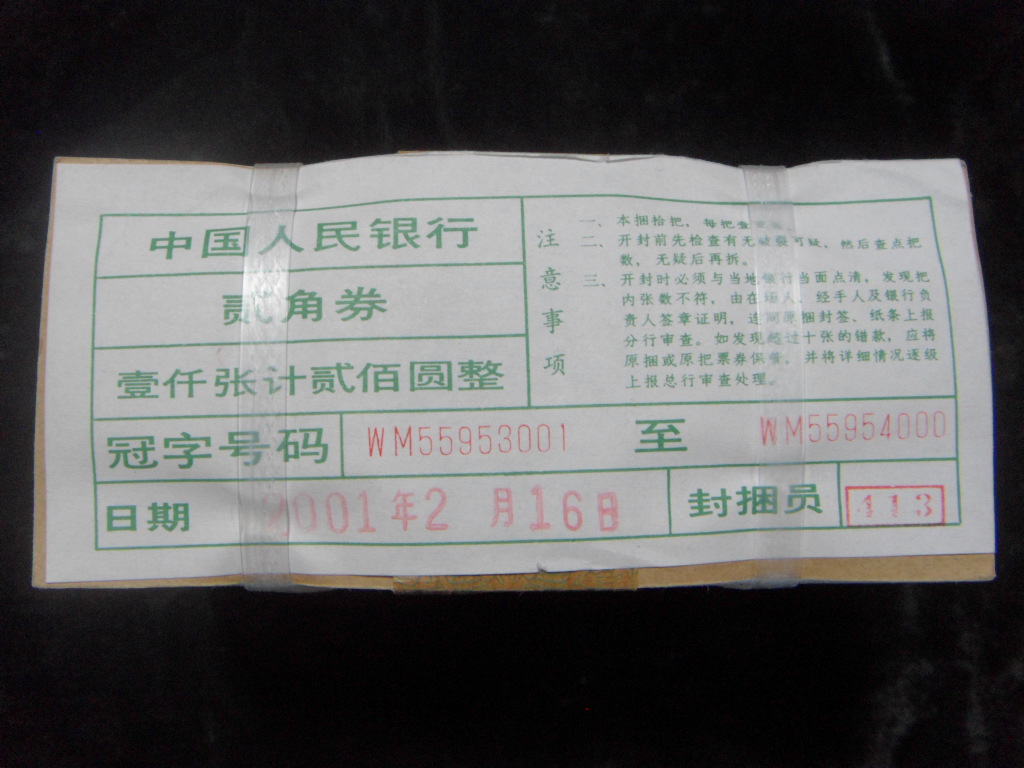 中国人民银行
贰角券
壹仟张计贰佰圆整
注意事项
一、本捆拾把，每把壹
二、开封前先检查有无破裂可疑，然后查点把
数，无疑后再拆。
三、开封时必须与当地银行当面点清，发现把
内张数不符，由在场人、经手人及银行负
责人签章证明，连同原捆封签、纸条上报
分行审查。如发现超过十张的错款，应将
原捆或原把票券保留，并将详细情况逐级
上报总行审查处理。
冠字号码 WM55953001 至 WM55954000
日期 2001年2月16日 封捆员 413